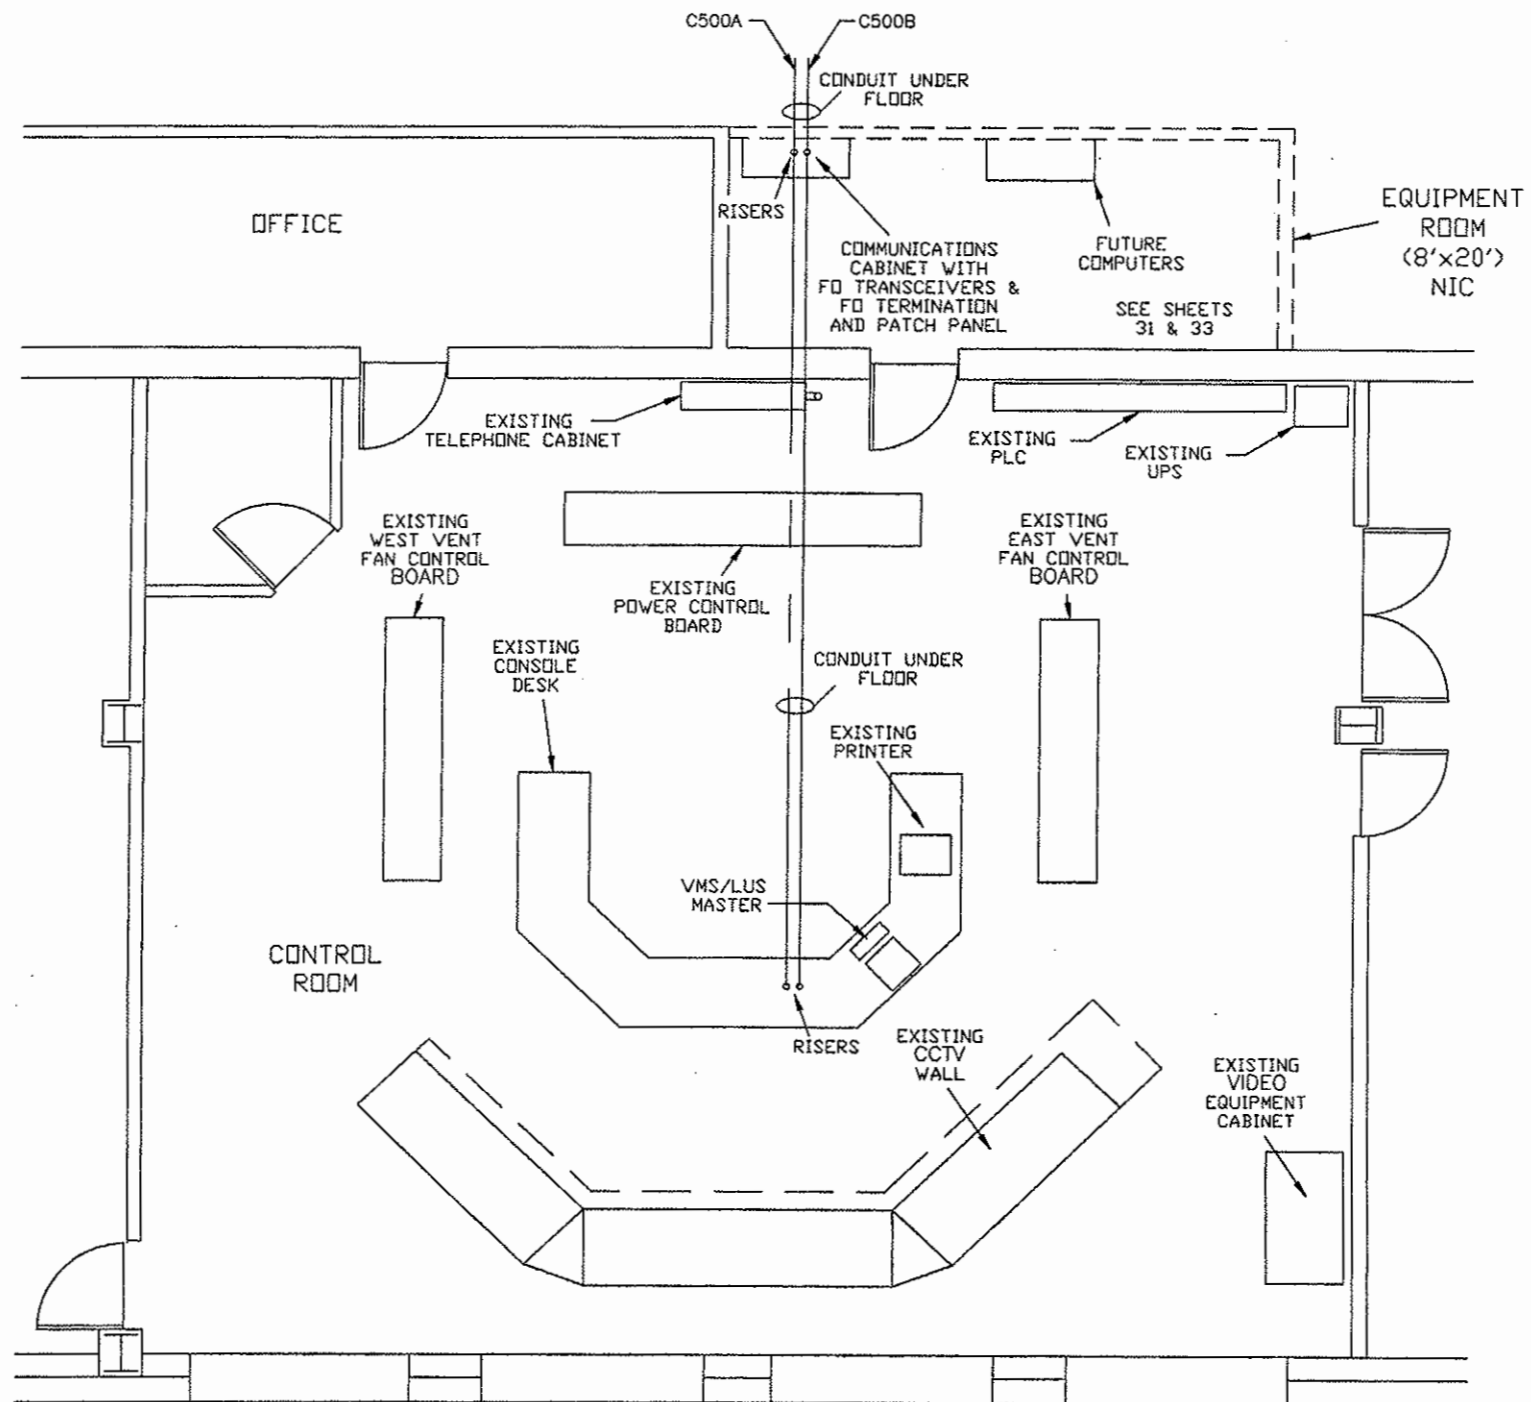 C500A
C500B
CONDUIT UNDER
FLOOR
OFFICE
RISERS
COMMUNICATIONS
CABINET WITH
FO TRANSCEIVERS &
FO TERMINATION
AND PATCH PANEL
FUTURE
COMPUTERS
SEE SHEETS
31 & 33
EQUIPMENT
ROOM
(8'x20')
NIC
EXISTING
TELEPHONE CABINET
EXISTING
PLC
EXISTING
UPS
EXISTING
WEST VENT
FAN CONTROL
BOARD
EXISTING
POWER CONTROL
BOARD
EXISTING
EAST VENT
FAN CONTROL
BOARD
EXISTING
CONSOLE
DESK
CONDUIT UNDER
FLOOR
EXISTING
PRINTER
VMS/LUS
MASTER
CONTROL
ROOM
RISERS
EXISTING
CCTV
WALL
EXISTING
VIDEO
EQUIPMENT
CABINET